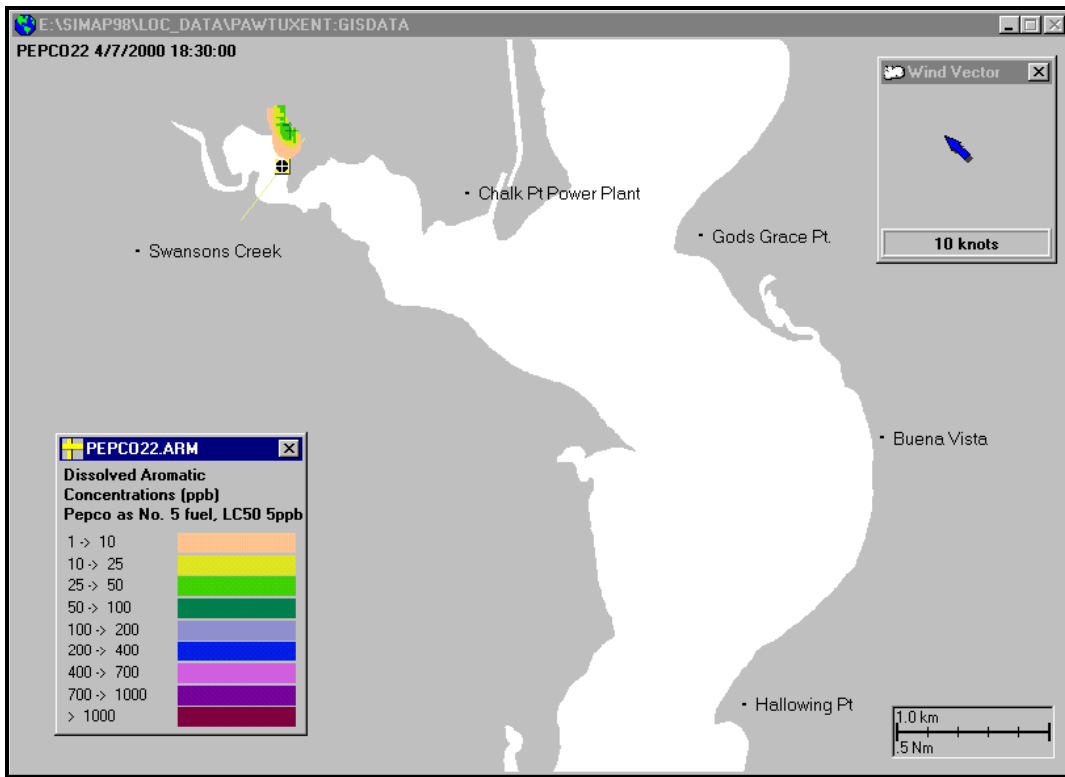 E:\SIMAP98\LOC_DATA\PAWTUXENT:GISDATA
PEPCO22 4/7/2000 18:30:00
Wind Vector
10 knots
Chalk Pt Power Plant
Gods Grace Pt.
Swansons Creek
Buena Vista
Hallowing Pt
PEPCO22.ARM
Dissolved Aromatic
Concentrations (ppb)
Pepco as No. 5 fuel, LC50 5ppb
1 -> 10
10 -> 25
25 -> 50
50 -> 100
100 -> 200
200 -> 400
400 -> 700
700 -> 1000
> 1000
1.0 km
.5 Nm